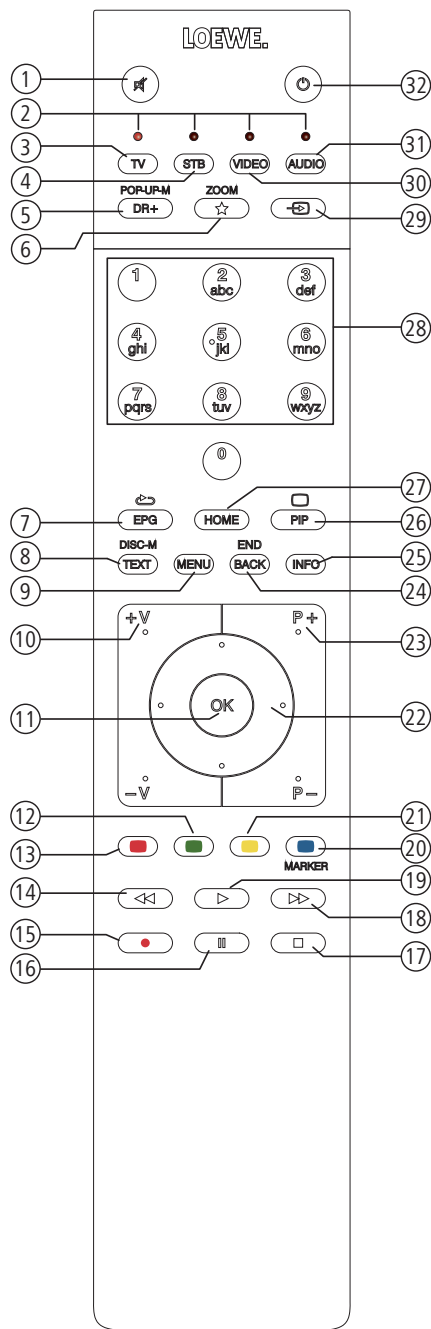 LOEWE.
1
32
2
3
TV
STB
VIDEO
AUDIO
31
4
30
POP-UP-M
ZOOM
5
DR+
29
6
1
2
3
abc
def
28
4
5
6
ghi
jkl
mno
7
8
9
pqrs
tuv
wxyz
0
27
7
EPG
HOME
PIP
26
DISC-M
END
8
TEXT
MENU
BACK
INFO
25
9
24
10
+V
P+
23
11
OK
22
–V
P–
12
21
13
20
MARKER
19
14
18
15
16
17